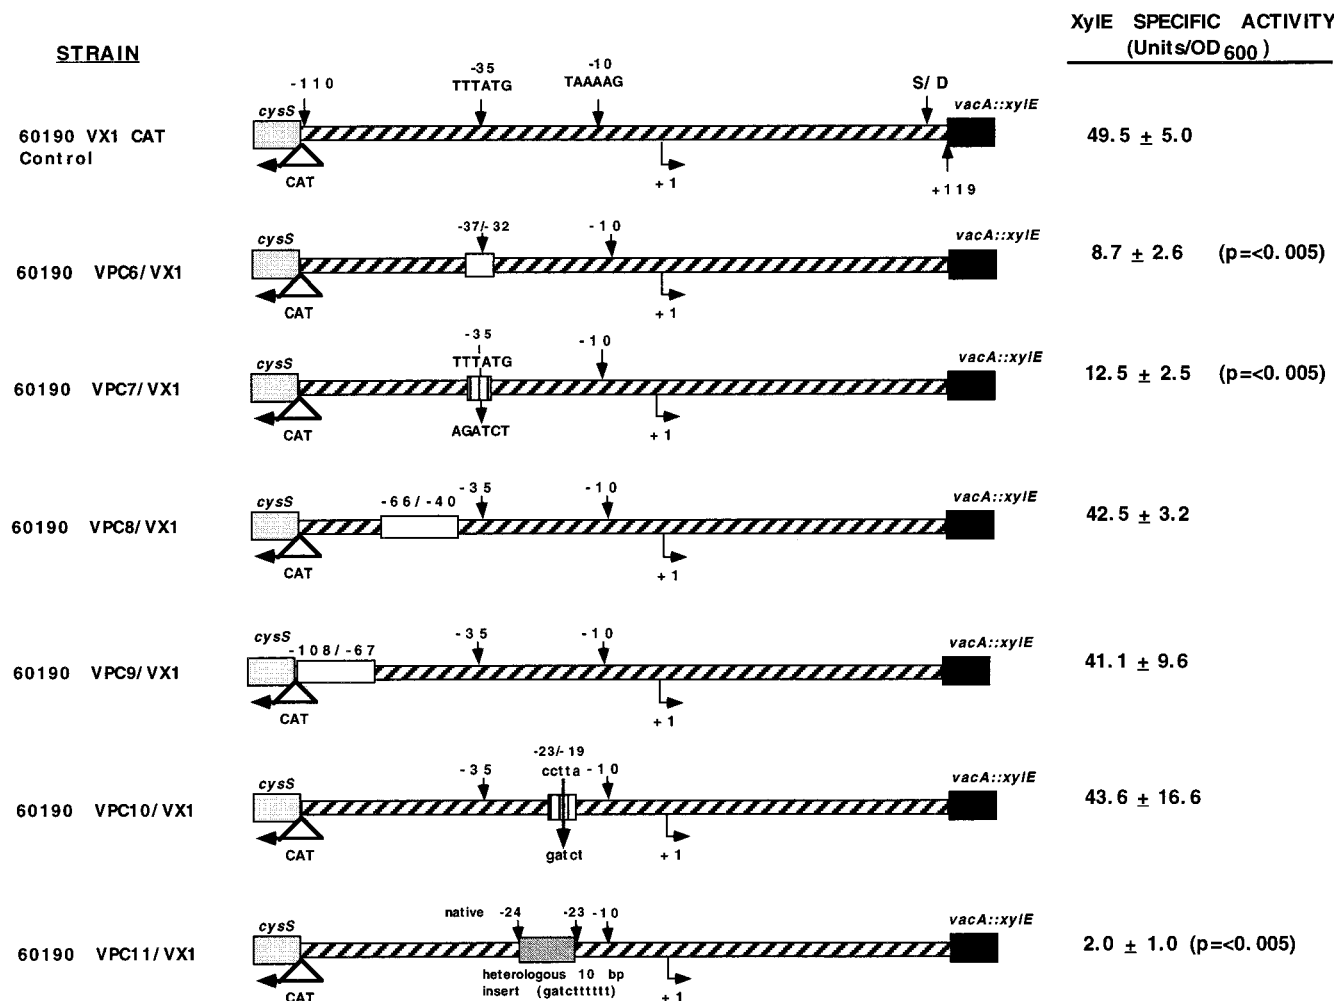 XylE SPECIFIC ACTIVITY
STRAIN
(Units/OD600)
-35
-10
-110
TTTATG
TAAAAG
S/D
cysS
vacA::xylE
60190 VX1 CAT
49.5 ± 5.0
Control
CAT
+1
+119
-37/-32
-10
cysS
vacA::xylE
60190 VPC6/VX1
8.7 ± 2.6 (p=<0.005)
CAT
+1
-35
-10
TTTATG
cysS
vacA::xylE
60190 VPC7/VX1
12.5 ± 2.5 (p=<0.005)
CAT
AGATCT
+1
-66/-40
-35
-10
cysS
vacA::xylE
60190 VPC8/VX1
42.5 ± 3.2
CAT
+1
cysS
-108/-67
-35
-10
vacA::xylE
60190 VPC9/VX1
41.1 ± 9.6
CAT
+1
-23/-19
-35
cctta
-10
cysS
vacA::xylE
60190 VPC10/VX1
43.6 ± 16.6
CAT
gatct
+1
native -24 -23 -10
cysS
vacA::xylE
60190 VPC11/VX1
2.0 ± 1.0 (p=<0.005)
heterologous 10 bp
insert (gatctttttt)
CAT
+1